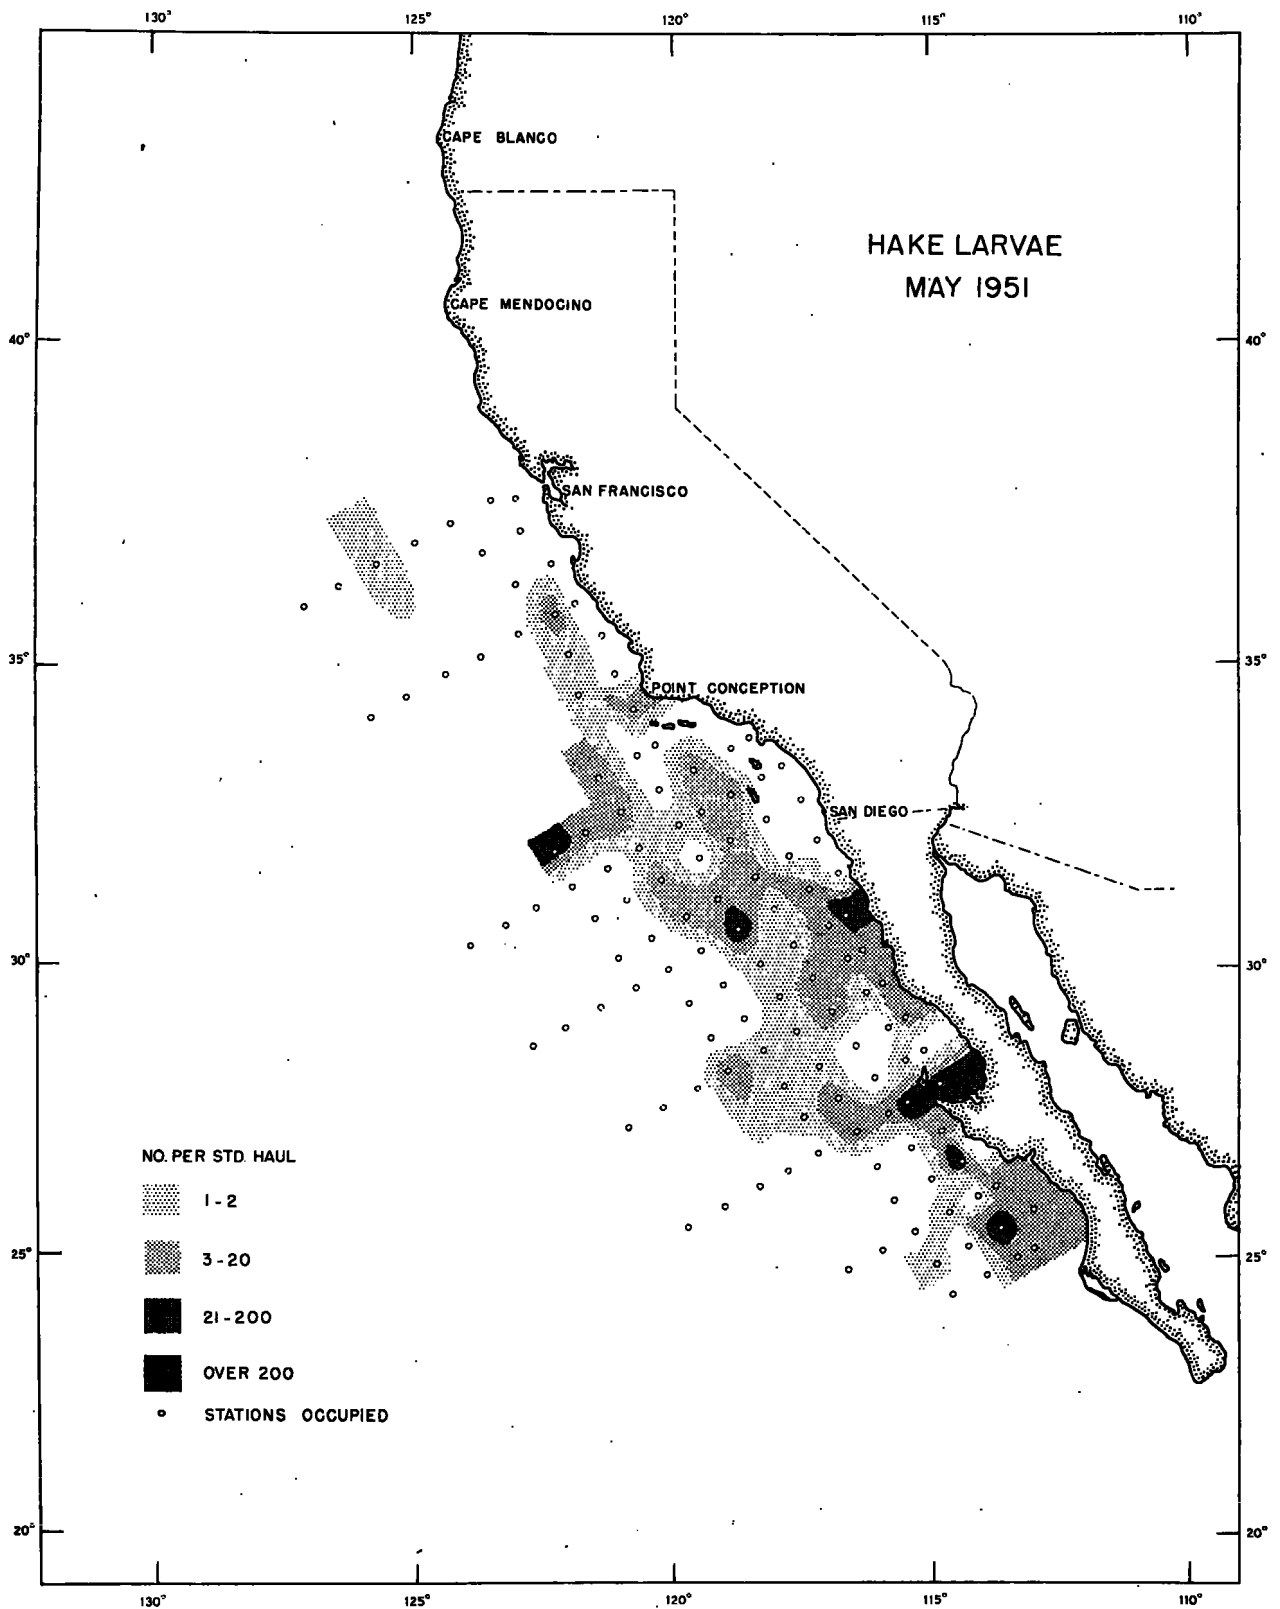 130° 125° 120° 115° 110°
CAPE BLANCO
HAKE LARVAE
MAY 1951
CAPE MENDOCINO
40° 40°
SAN FRANCISCO
35° 35°
POINT CONCEPTION
SAN DIEGO
30° 30°
NO. PER STD. HAUL
1-2
25° 3-20 25°
21-200
OVER 200
STATIONS OCCUPIED
20° 20°
130° 125° 120° 115° 110°